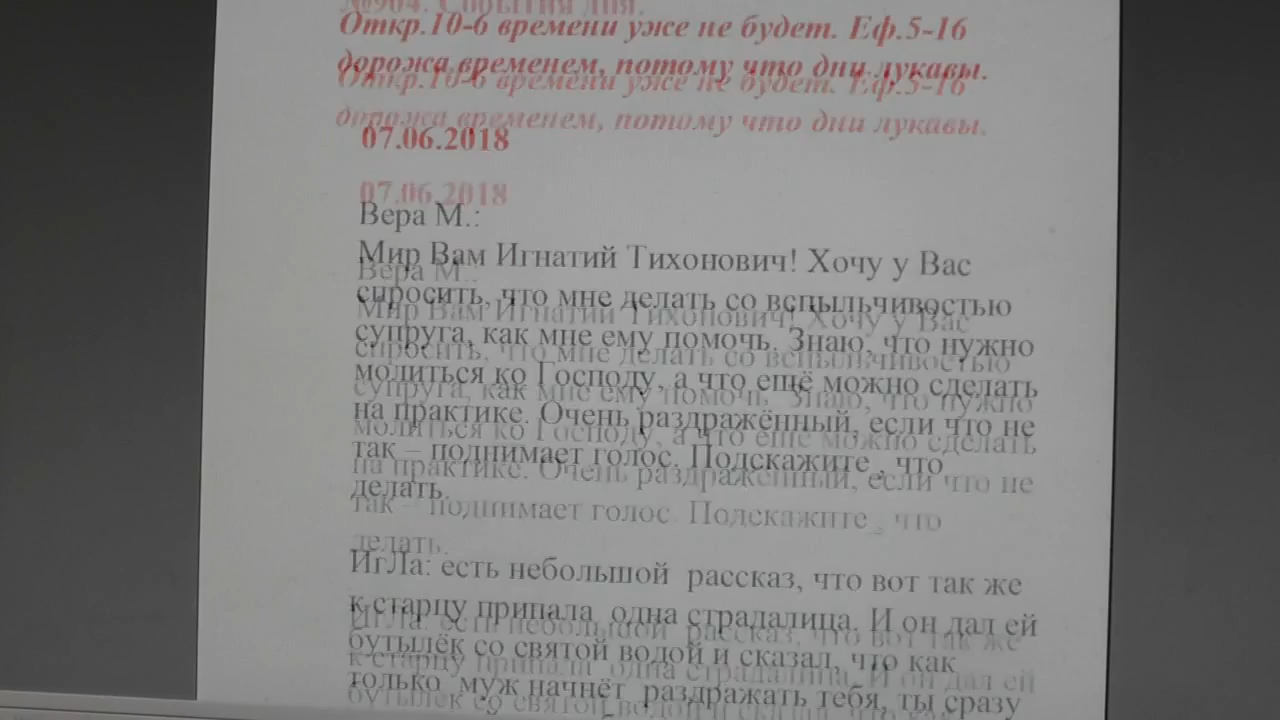 №904. События дня.
Откр.10-6 времени уже не будет. Еф.5-16
дорожа временем, потому что дни лукавы.
07.06.2018
Вера М.:
Мир Вам Игнатий Тихонович! Хочу у Вас
спросить, что мне делать со вспыльчивостью
супруга, как мне ему помочь. Знаю, что нужно
молиться ко Господу, а что ещё можно сделать
на практике. Очень раздражённый, если что не
так – поднимает голос. Подскажите , что
делать.
ИгЛа: есть небольшой рассказ, что вот так же
к старцу припала одна страдалица. И он дал ей
бутылёк со святой водой и сказал, что как
только муж начнёт раздражать тебя, ты сразу